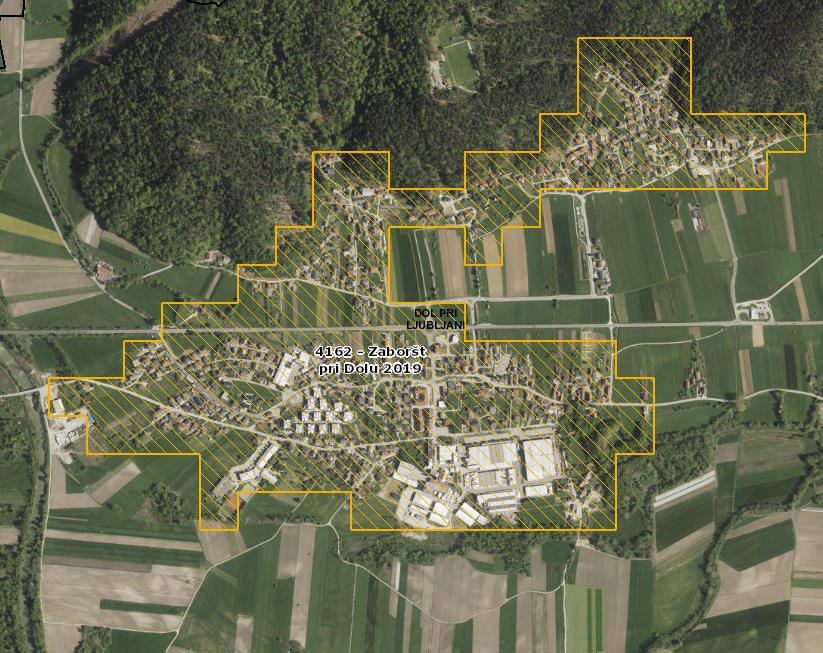 DOL PRI
LJUBLJANI
4162 - Zaboršt
pri Dolu 2019